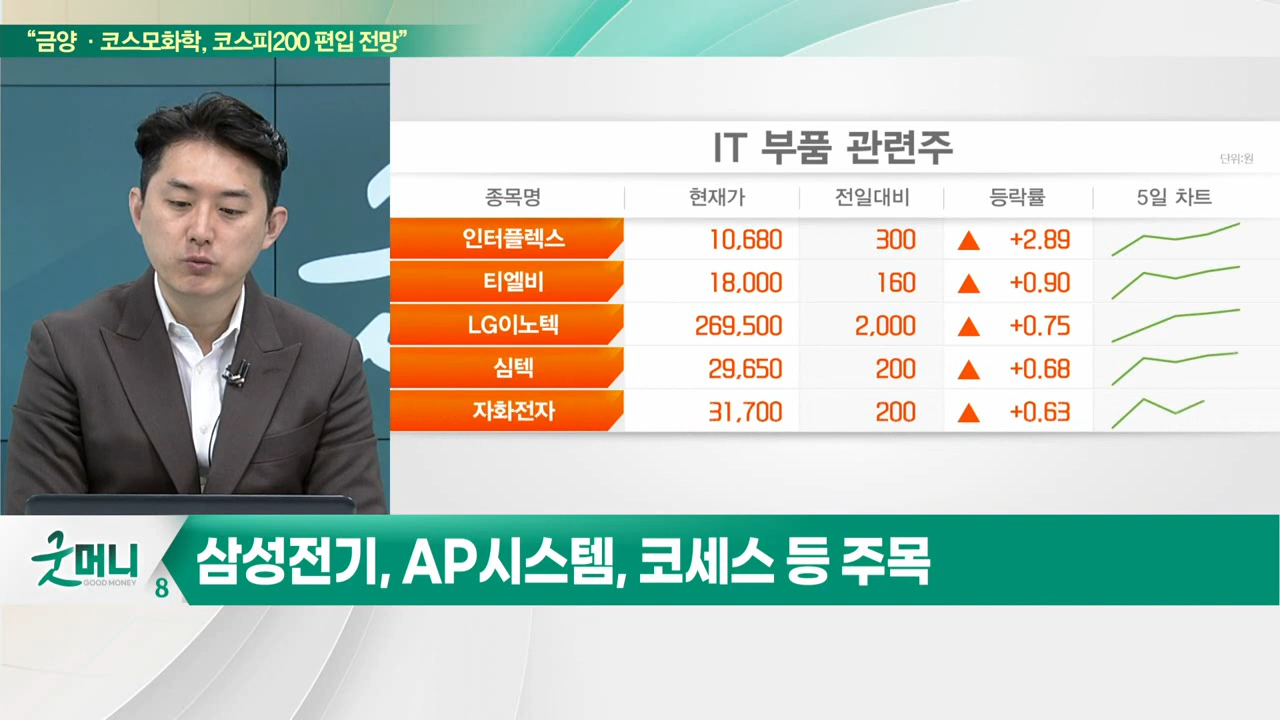 “금양 · 코스모화학, 코스피200 편입 전망”
IT 부품 관련주
단위:원
종목명 현재가 전일대비 등락률 5일 차트
인터플렉스 10,680 300 ▲ +2.89
티엘비 18,000 160 ▲ +0.90
LG이노텍 269,500 2,000 ▲ +0.75
심텍 29,650 200 ▲ +0.68
자화전자 31,700 200 ▲ +0.63
굿머니
GOOD MONEY
8
삼성전기, AP시스템, 코세스 등 주목